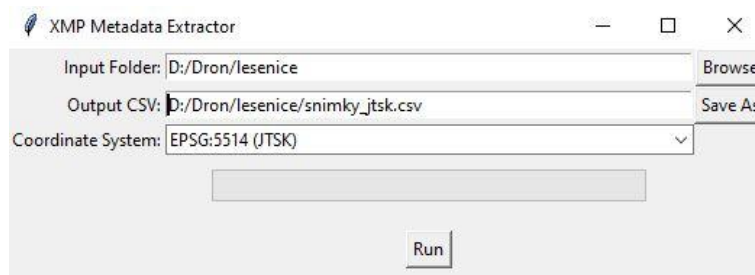 XMP Metadata Extractor
Input Folder: D:/Dron/lesenice Browse
Output CSV: D:/Dron/lesenice/snimky_jtsk.csv Save As
Coordinate System: EPSG:5514 (JTSK)
Run